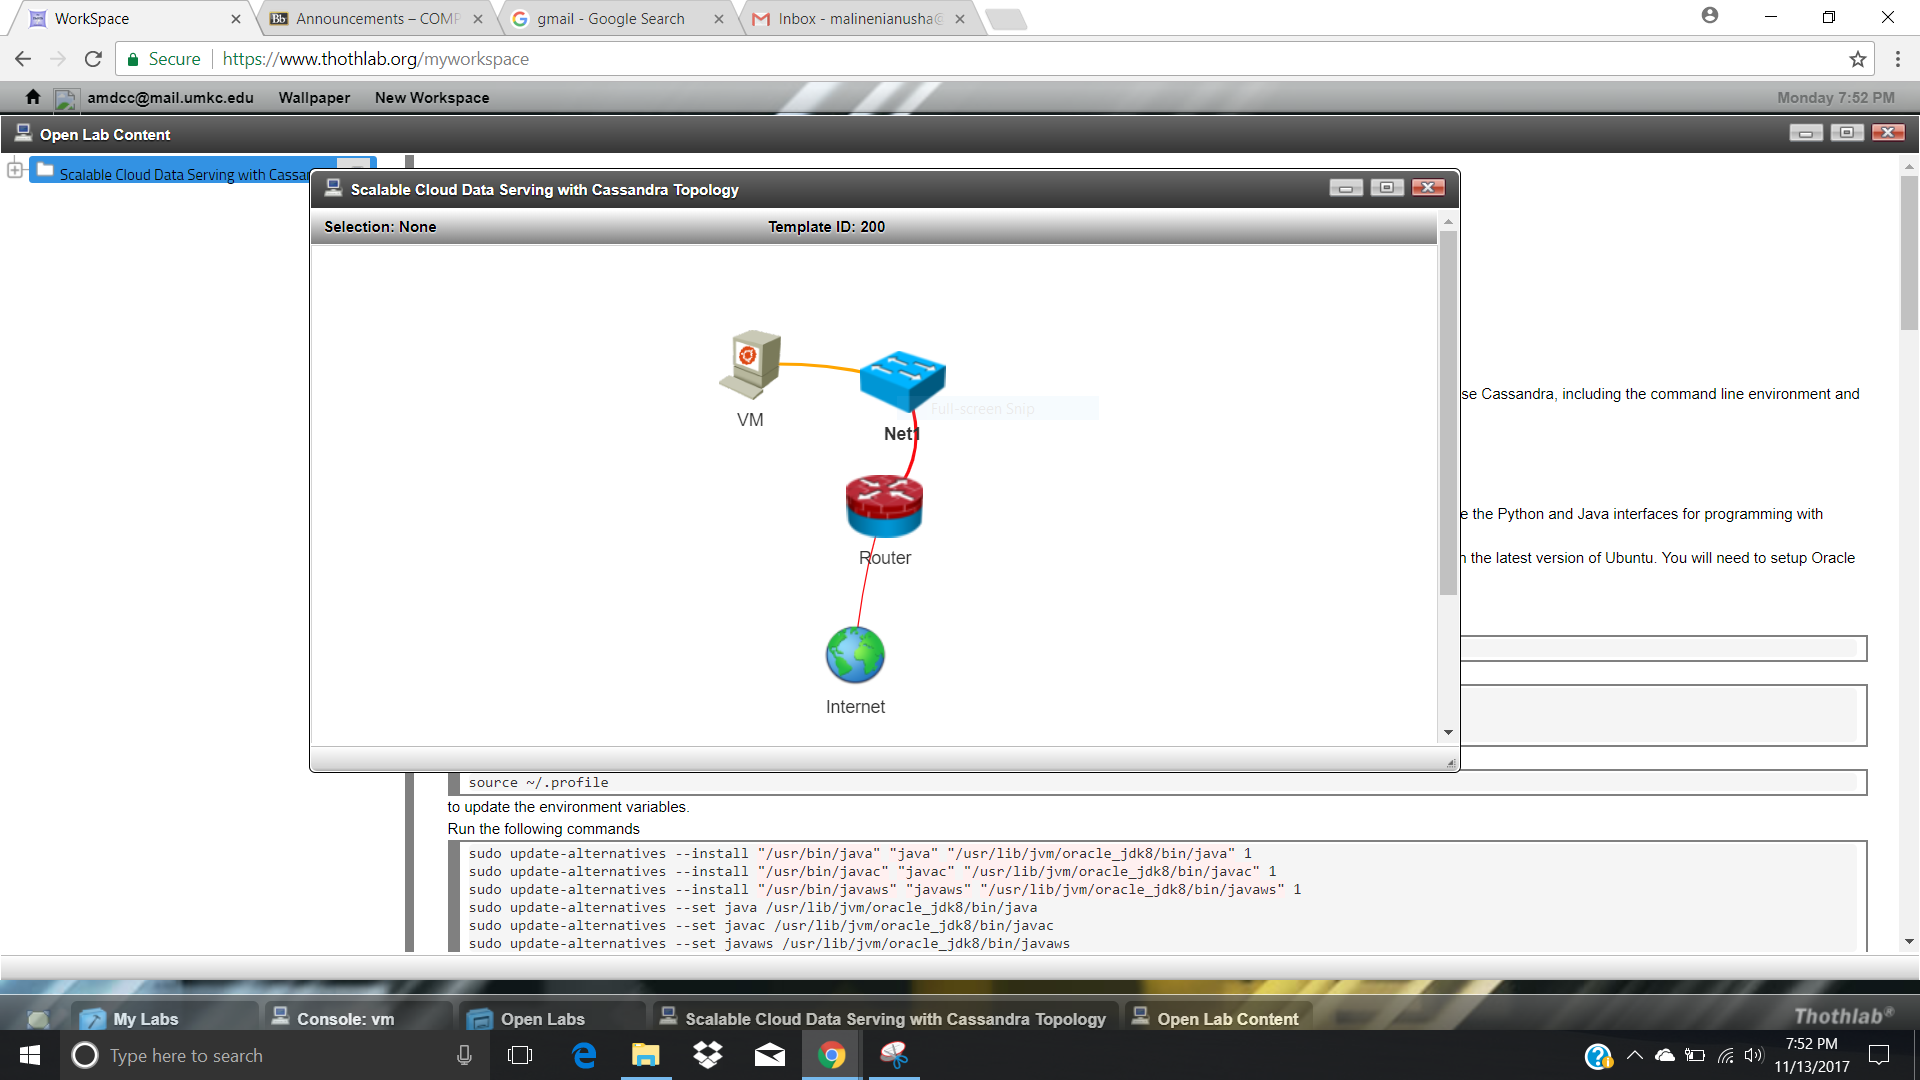 WorkSpace
Announcements – COMP
gmail - Google Search
Inbox - malinenianusha@
Secure
https://www.thothlab.org/myworkspace
amdcc@mail.umkc.edu
Wallpaper
New Workspace
Monday 7:52 PM
Open Lab Content
Scalable Cloud Data Serving with Cassan
Scalable Cloud Data Serving with Cassandra Topology
Selection: None
Template ID: 200
VM
Full-screen Snip
Net1
Router
Internet
se Cassandra, including the command line environment and
e the Python and Java interfaces for programming with
n the latest version of Ubuntu. You will need to setup Oracle
source ~/.profile
to update the environment variables.
Run the following commands
sudo update-alternatives --install "/usr/bin/java" "java" "/usr/lib/jvm/oracle_jdk8/bin/java" 1
sudo update-alternatives --install "/usr/bin/javac" "javac" "/usr/lib/jvm/oracle_jdk8/bin/javac" 1
sudo update-alternatives --install "/usr/bin/javaws" "javaws" "/usr/lib/jvm/oracle_jdk8/bin/javaws" 1
sudo update-alternatives --set java /usr/lib/jvm/oracle_jdk8/bin/java
sudo update-alternatives --set javac /usr/lib/jvm/oracle_jdk8/bin/javac
sudo update-alternatives --set javaws /usr/lib/jvm/oracle_jdk8/bin/javaws
My Labs
Console: vm
Open Labs
Scalable Cloud Data Serving with Cassandra Topology
Open Lab Content
Thothlab®
Type here to search
7:52 PM
11/13/2017